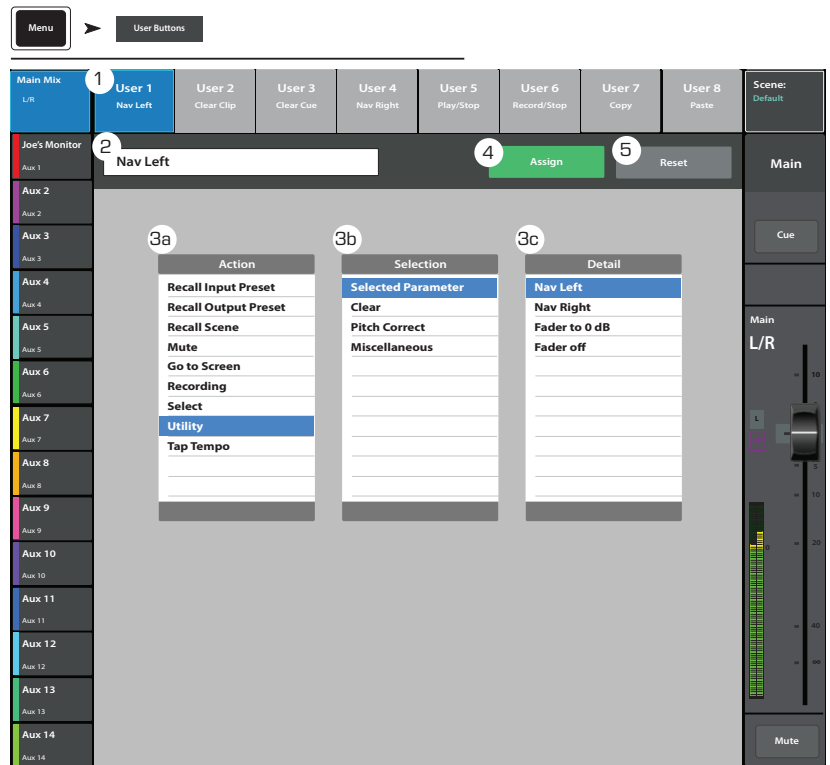 Menu
User Buttons
Main Mix
L/R
1
User 1
Nav Left
User 2
Clear Clip
User 3
Clear Cue
User 4
Nav Right
User 5
Play/Stop
User 6
Record/Stop
User 7
Copy
User 8
Paste
Scene:
Default
Joe's Monitor
Aux 1
Aux 2
Aux 2
Aux 3
Aux 3
Aux 4
Aux 4
Aux 5
Aux 5
Aux 6
Aux 6
Aux 7
Aux 7
Aux 8
Aux 8
Aux 9
Aux 9
Aux 10
Aux 10
Aux 11
Aux 11
Aux 12
Aux 12
Aux 13
Aux 13
Aux 14
Aux 14
2
Nav Left
4
Assign
5
Reset
3a
Action
Recall Input Preset
Recall Output Preset
Recall Scene
Mute
Go to Screen
Recording
Select
Utility
Tap Tempo
3b
Selection
Selected Parameter
Clear
Pitch Correct
Miscellaneous
3c
Detail
Nav Left
Nav Right
Fader to 0 dB
Fader off
Main
Cue
Main
L/R
10
L
5
10
20
40
∞
Mute